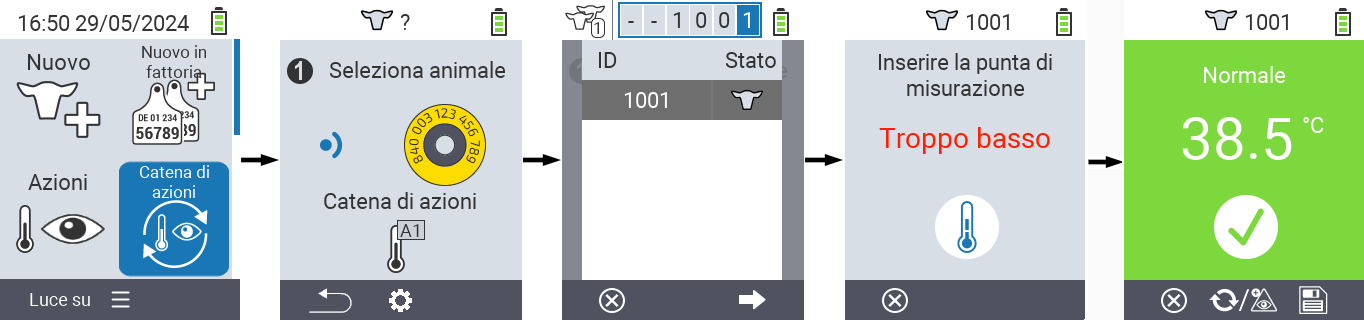 16:50 29/05/2024
Nuovo
Nuovo in
fattoria
DE 01 234
56789
234
89
Azioni
Catena di
azioni
Luce su
?
1 Seleziona animale
840 003 123 456 789
Catena di azioni
A1
1
- - 1 0 0 1
ID Stato
1001
1001
Inserire la punta di
misurazione
Troppo basso
1001
Normale
38.5 °C